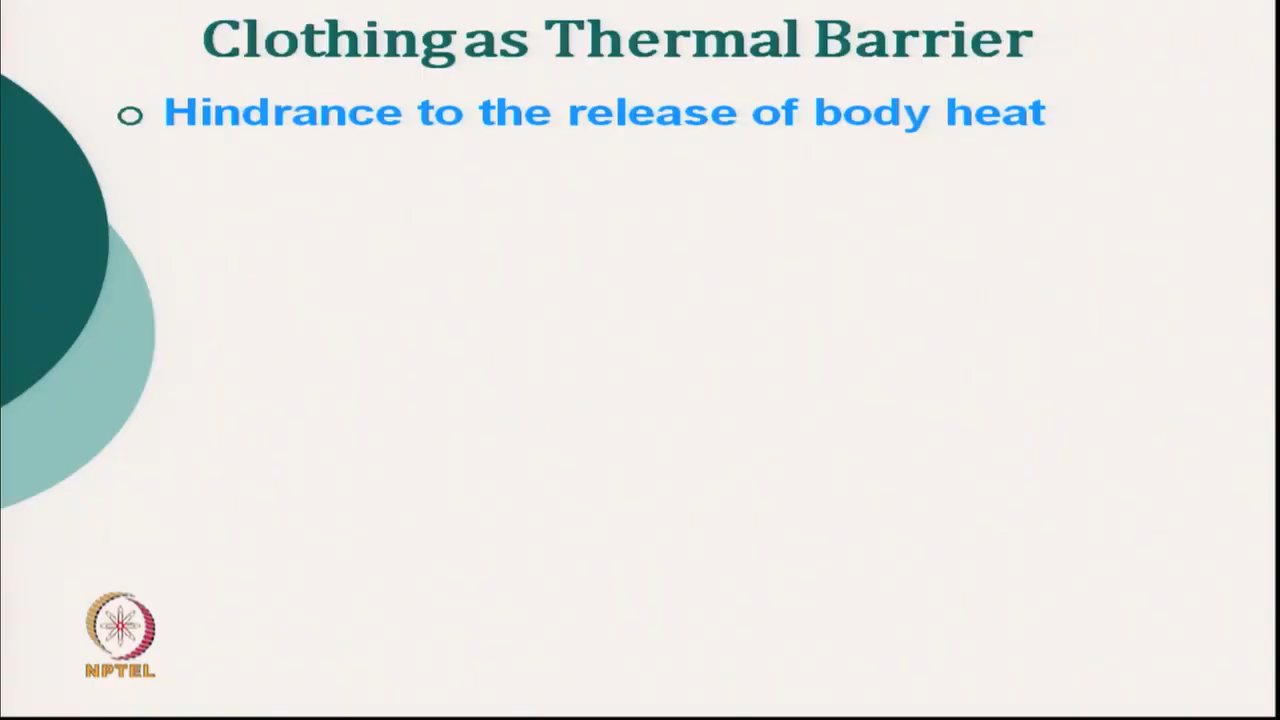 Clothing as Thermal Barrier
Hindrance to the release of body heat
NPTEL